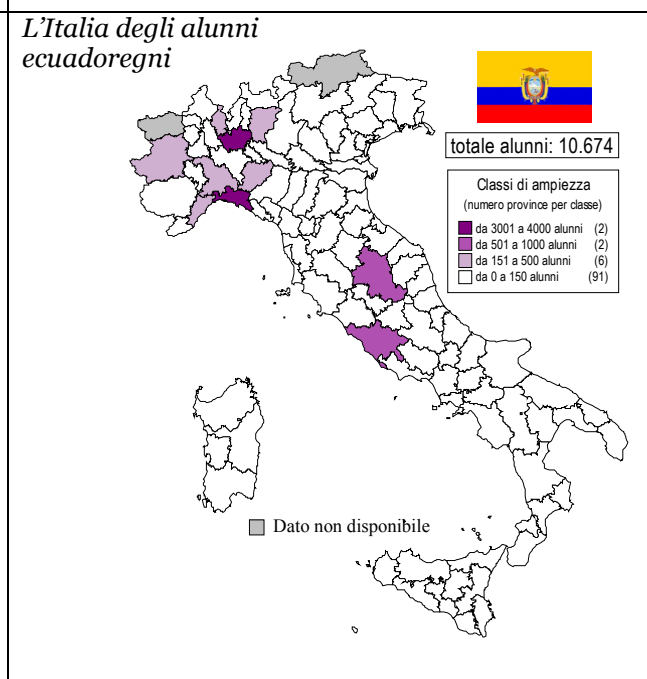 L'Italia degli alunni
ecuadoregni
totale alunni: 10.674
Classi di ampiezza
(numero province per classe)
da 3001 a 4000 alunni (2)
da 501 a 1000 alunni (2)
da 151 a 500 alunni (6)
da 0 a 150 alunni (91)
Dato non disponibile